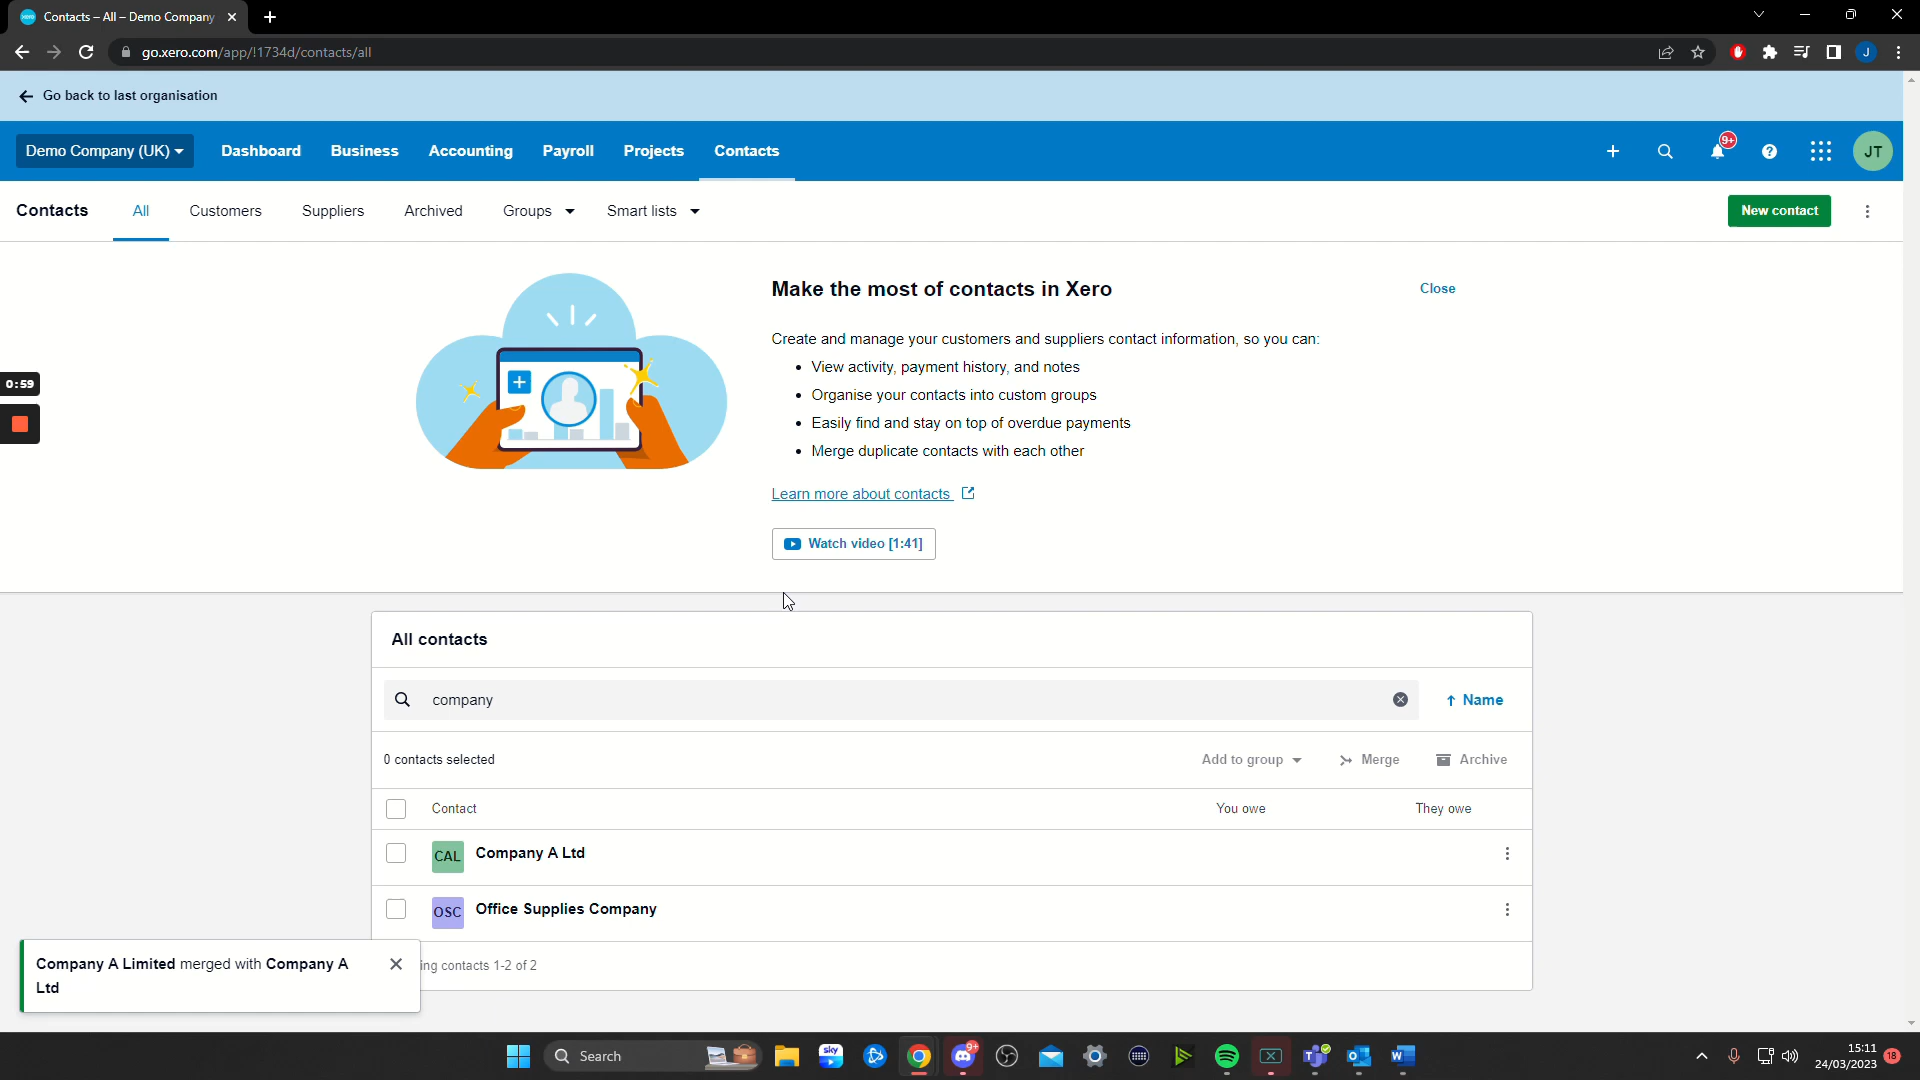 Contacts – All – Demo Company
go.xero.com/app/!1734d/contacts/all
Go back to last organisation
Demo Company (UK)
Dashboard
Business
Accounting
Payroll
Projects
Contacts
9+
JT
Contacts
All
Customers
Suppliers
Archived
Groups
Smart lists
New contact
Make the most of contacts in Xero
Close
Create and manage your customers and suppliers contact information, so you can:
• View activity, payment history, and notes
• Organise your contacts into custom groups
• Easily find and stay on top of overdue payments
• Merge duplicate contacts with each other
Learn more about contacts
Watch video [1:41]
0:59
All contacts
company
Name
0 contacts selected
Add to group
Merge
Archive
Contact
You owe
They owe
CAL
Company A Ltd
OSC
Office Supplies Company
ing contacts 1-2 of 2
Company A Limited merged with Company A
Ltd
Search
sky
9+
15:11
24/03/2023
18